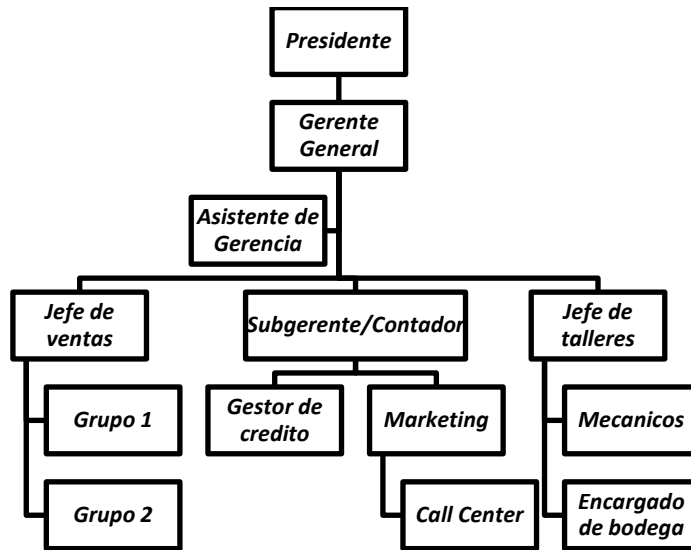 Presidente
Gerente
General
Asistente de
Gerencia
Jefe de
ventas
Subgerente/Contador
Jefe de
talleres
Grupo 1
Gestor de
credito
Marketing
Mecanicos
Grupo 2
Call Center
Encargado
de bodega